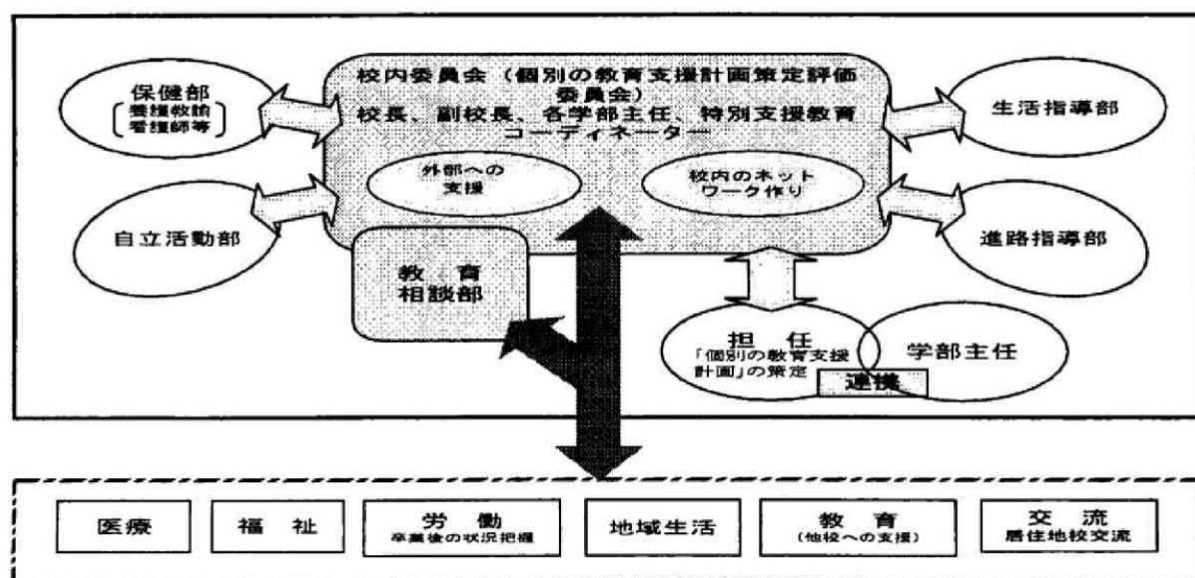 校内委員会（個別の教育支援計画策定評価
委員会）
校長、副校長、各学部主任、特別支援教育
コーディネーター
保健部
養護教諭
看護師等
生活指導部
外部への
支援
校内のネット
ワーク作り
自立活動部
進路指導部
教　育
相談部
担　任
「個別の教育支援
計画」の策定
学部主任
連携
医療
福　祉
労　働
卒業後の状況把握
地域生活
教　育
（他校への支援）
交　流
居住地校交流